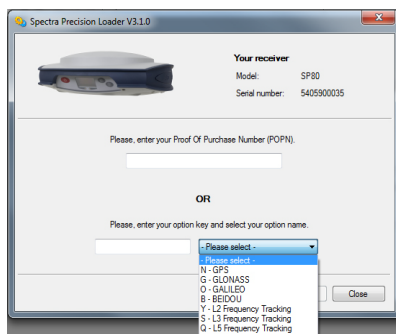 Spectra Precision Loader V3.1.0
Your receiver
Model: SP80
Serial number: 5405900035
Please, enter your Proof Of Purchase Number (POPN).
OR
Please, enter your option key and select your option name.
- Please select -
- Please select -
N - GPS
G - GLONASS
O - GALILEO
B - BEIDOU
Y - L2 Frequency Tracking
S - L3 Frequency Tracking
Q - L5 Frequency Tracking
Close